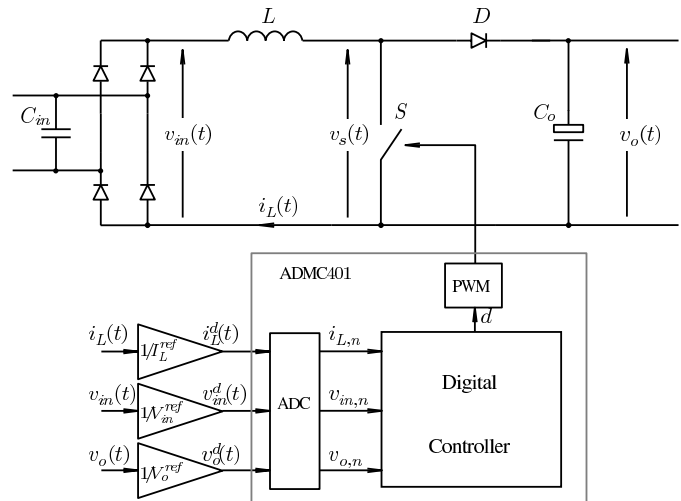 L
D
C_in
v_in(t)
v_s(t)
S
C_o
v_o(t)
i_L(t)
ADMC401
PWM
d
i_L(t)
1/I_L^ref
i_L^d(t)
i_L,n
v_in(t)
1/V_in^ref
v_in^d(t)
ADC
v_in,n
v_o(t)
1/V_o^ref
v_o^d(t)
v_o,n
Digital
Controller